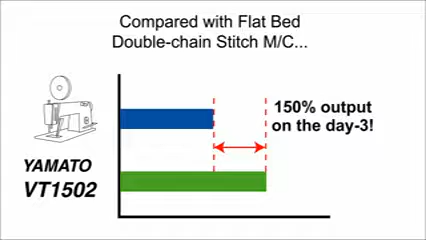 Compared with Flat Bed
Double-chain Stitch M/C...
150% output
on the day-3!
YAMATO
VT1502